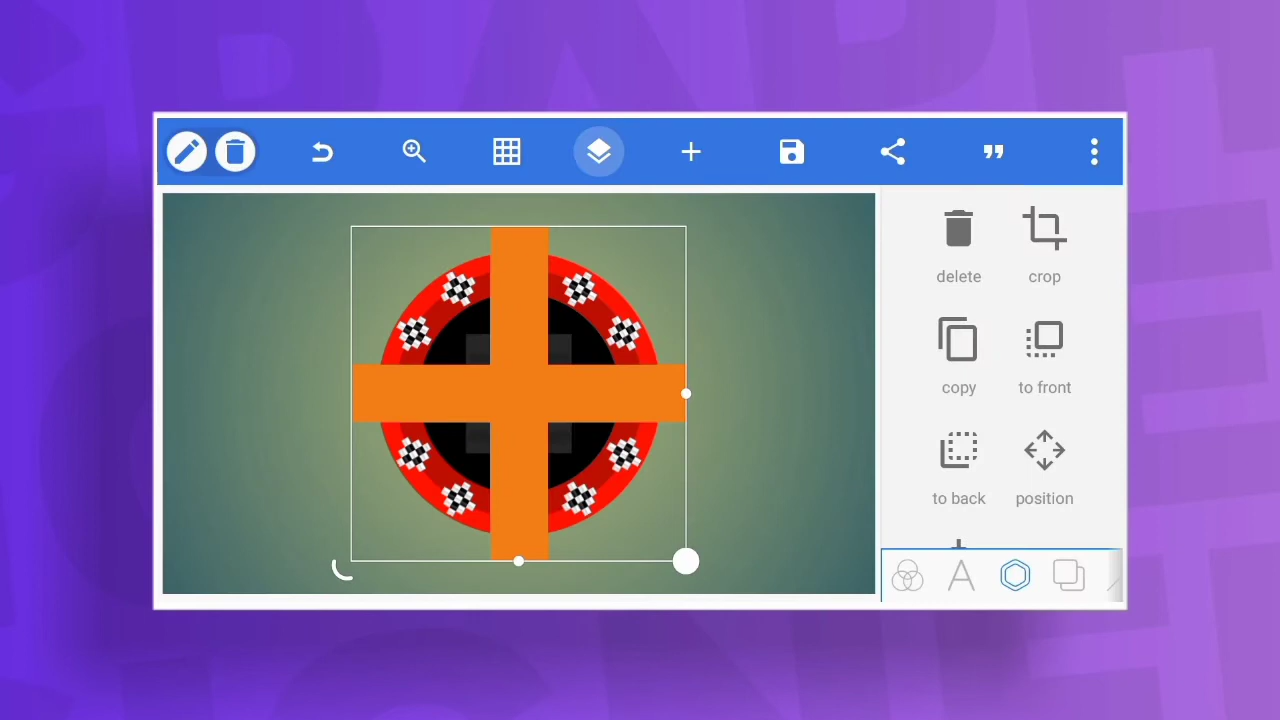 delete
crop
copy
to front
to back
position